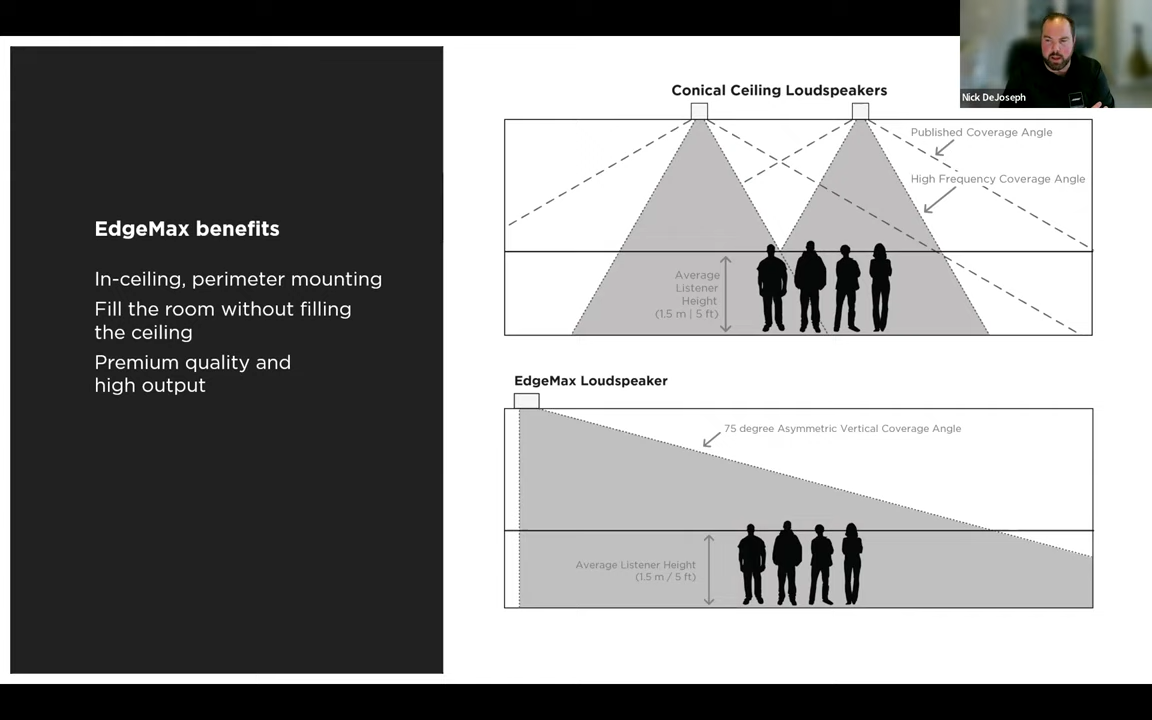 Nick DeJoseph
EdgeMax benefits
In-ceiling, perimeter mounting
Fill the room without filling
the ceiling
Premium quality and
high output
Conical Ceiling Loudspeakers
Published Coverage Angle
High Frequency Coverage Angle
Average
Listener
Height
(1.5 m | 5 ft)
EdgeMax Loudspeaker
75 degree Asymmetric Vertical Coverage Angle
Average Listener Height
(1.5 m / 5 ft)